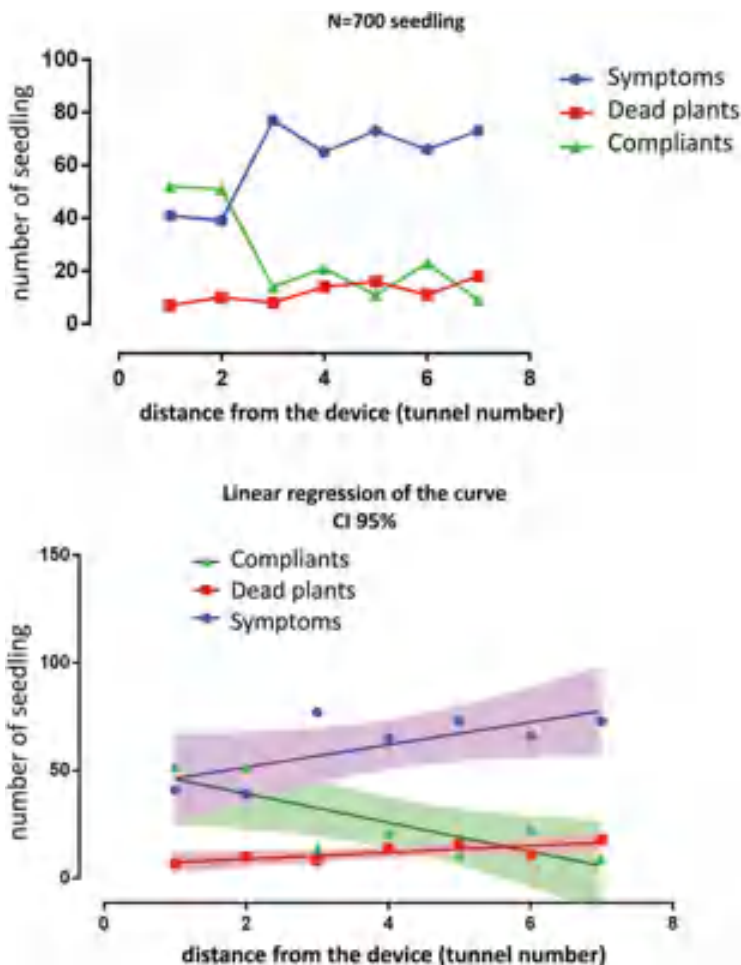 N=700 seedling
100
80
60
40
20
0
number of seedling
Symptoms
Dead plants
Compliants
0 2 4 6 8
distance from the device (tunnel number)
Linear regression of the curve
CI 95%
150
100
50
0
number of seedling
Compliants
Dead plants
Symptoms
0 2 4 6 8
distance from the device (tunnel number)